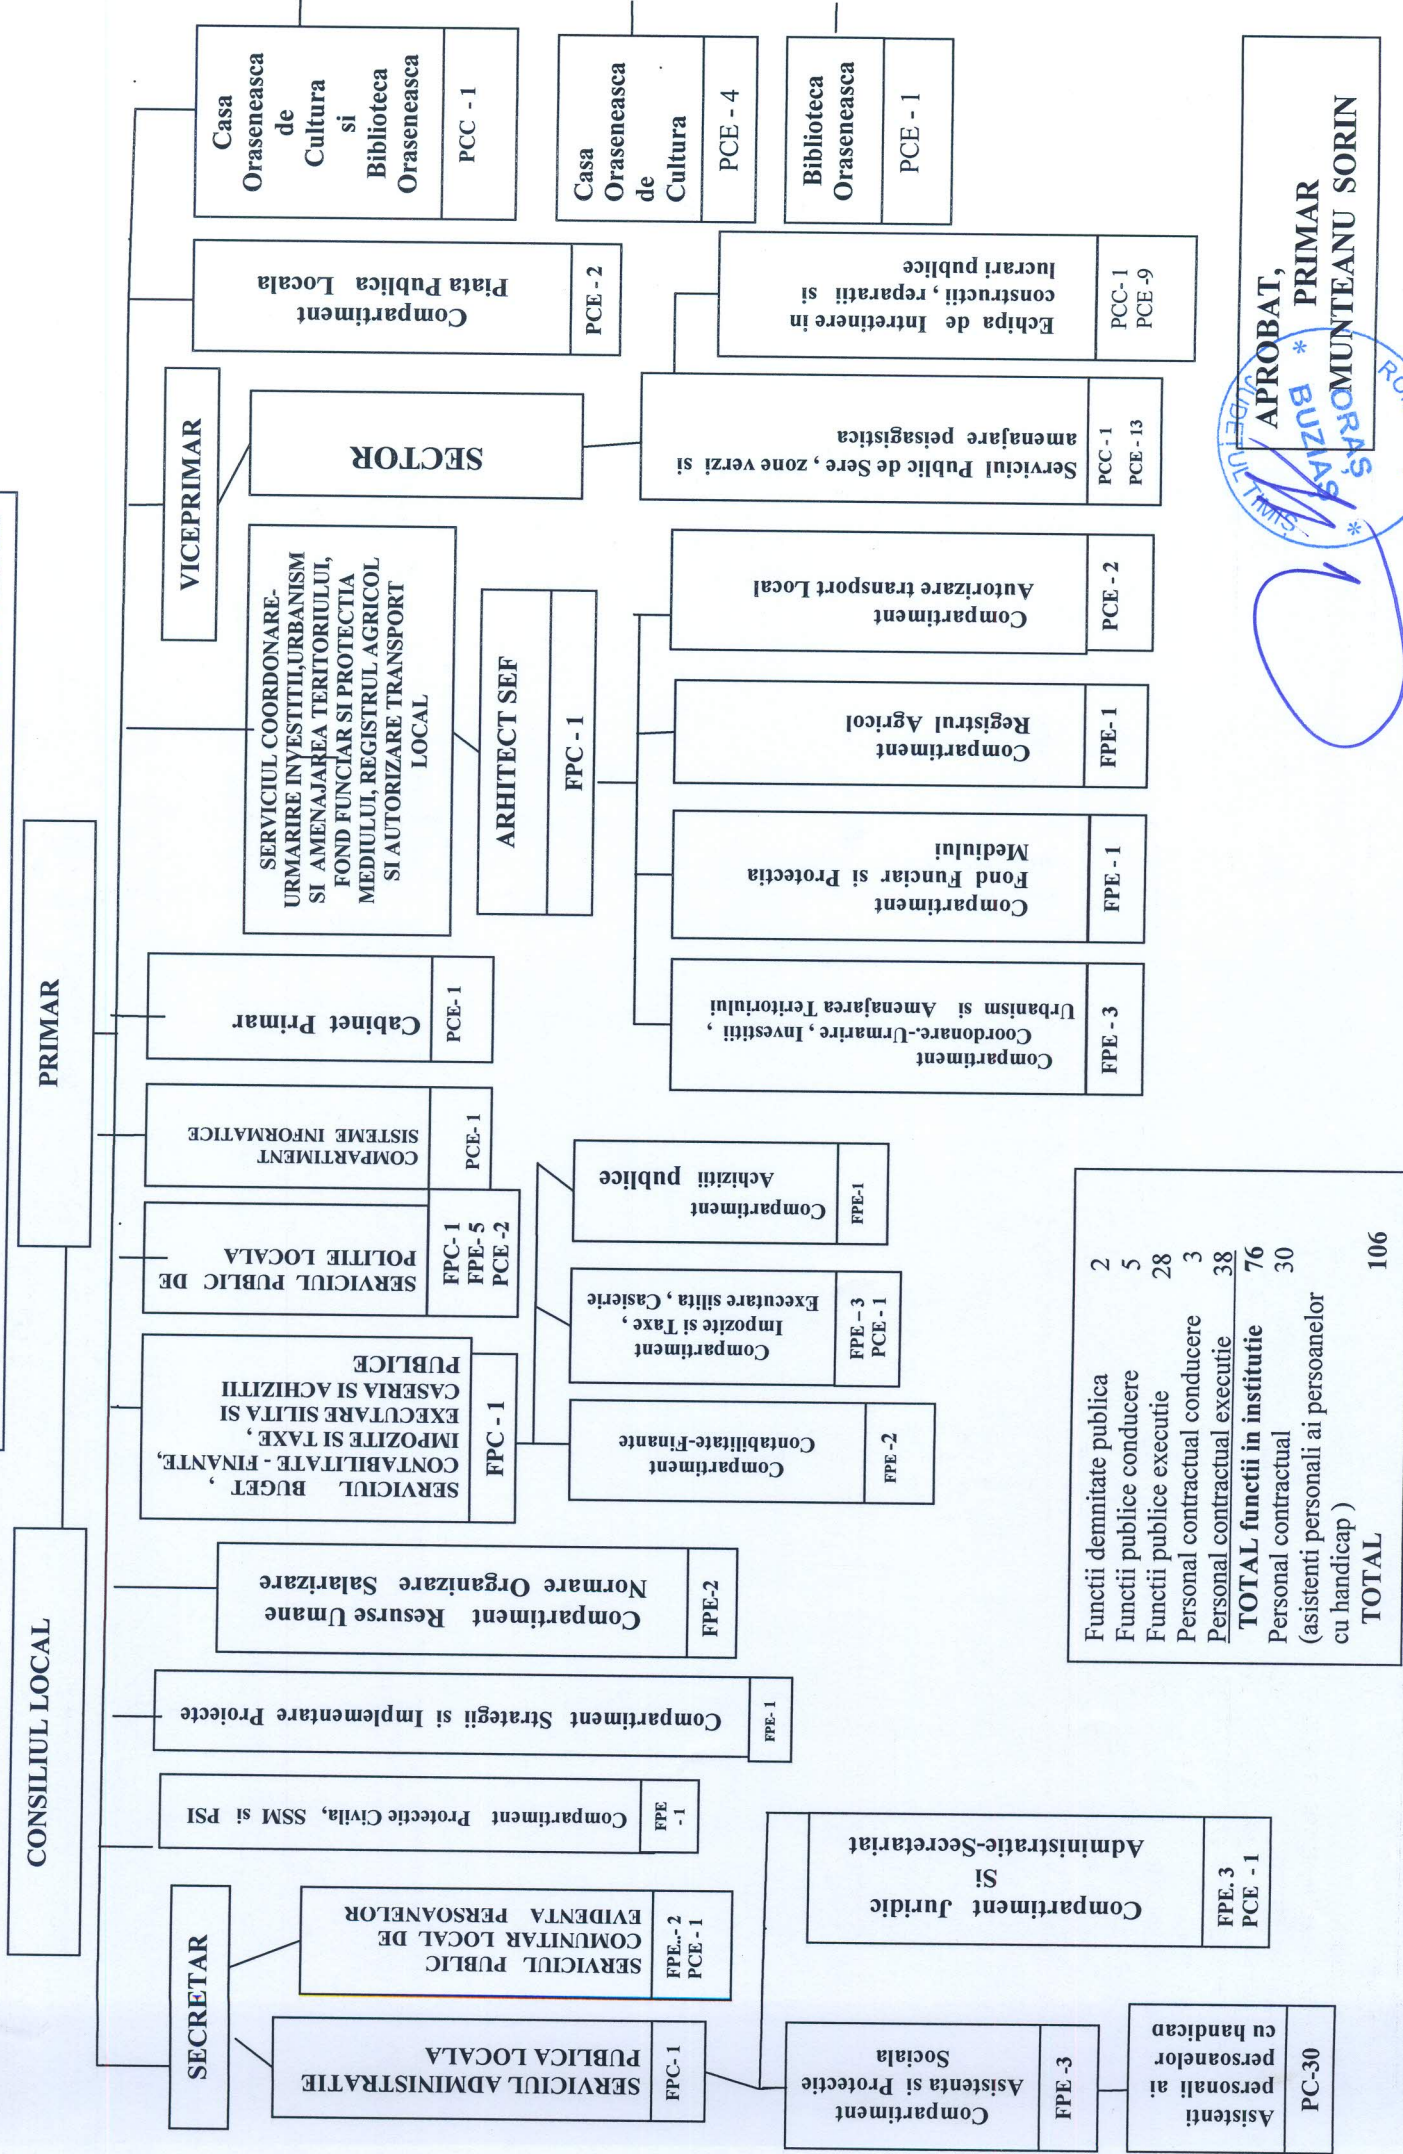 CONSILIUL LOCAL
PRIMAR
SECRETAR
SERVICIUL ADMINISTRATIE
PUBLICA LOCALA
FPC- 1
SERVICIUL PUBLIC
COMUNITAR LOCAL DE
EVIDENTA PERSOANELOR
FPE..- 2
PCE - 1
Compartiment
Asistenta si Protectie
Sociala
FPE -3
Asistenti
personali ai
persoanelor
cu handicap
PC-30
Compartiment Juridic
Si
Administratie-Secretariat
FPE. 3
PCE - 1
Compartiment Protectie Civila, SSM si PSI
FPE
- 1
Compartiment Strategii si Implementare Proiecte
FPE- 1
Compartiment Resurse Umane
Normare Organizare Salarizare
FPE-2
SERVICIUL BUGET ,
CONTABILITATE - FINANTE,
IMPOZITE SI TAXE ,
EXECUTARE SILITA SI
CASERIA SI ACHIZITII
PUBLICE
FPC - 1
Compartiment
Contabilitate-Finante
FPE -2
Compartiment
Impozite si Taxe ,
Executare silita , Casierie
FPE – 3
PCE - 1
Compartiment
Achizitii publice
FPE-1
SERVICIUL PUBLIC DE
POLITIE LOCALA
FPC- 1
FPE- 5
PCE -2
COMPARTIMENT
SISTEME INFORMATICE
PCE- 1
Cabinet Primar
PCE- 1
SERVICIUL COORDONARE-
URMARIRE INVESTITII,URBANISM
SI AMENAJAREA TERITORIULUI,
FOND FUNCIAR SI PROTECTIA
MEDIULUI, REGISTRUL AGRICOL
SI AUTORIZARE TRANSPORT
LOCAL
ARHITECT SEF
FPC - 1
Compartiment
Coordonare.-Urmarire , Investitii ,
Urbanism si Amenajarea Teritoriului
FPE - 3
Compartiment
Fond Funciar si Protectia
Mediului
FPE - 1
Compartiment
Registrul Agricol
FPE- 1
Compartiment
Autorizare transport Local
PCE - 2
VICEPRIMAR
SECTOR
Serviciul Public de Sere , zone verzi si
amenajare peisagistica
PCC - 1
PCE - 13
Echipa de Intretinere in
constructii , reparatii si
lucrari publice
PCC- 1
PCE -9
Compartiment
Piata Publica Locala
PCE - 2
Casa
Oraseneasca
de
Cultura
si
Biblioteca
Oraseneasca
PCC - 1
Casa
Oraseneasca
de
Cultura
PCE - 4
Biblioteca
Oraseneasca
PCE - 1
Functii demnitate publica 2
Functii publice conducere 5
Functii publice executie 28
Personal contractual conducere 3
Personal contractual executie 38
TOTAL functii in institutie 76
Personal contractual 30
(asistenti personali ai persoanelor
cu handicap )
TOTAL 106
APROBAT,
PRIMAR
MUNTEANU SORIN
JUDEȚUL TIMIȘ
ORAȘ
BUZIAȘ